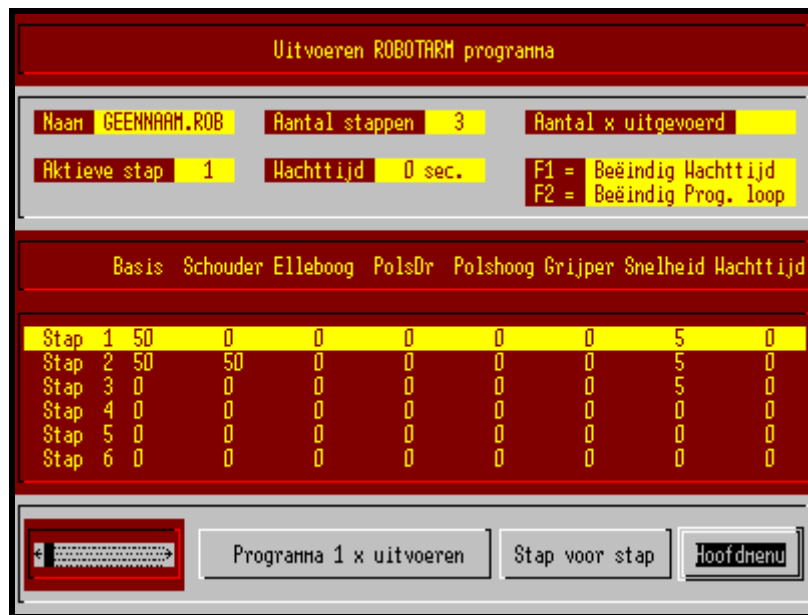 Uitvoeren ROBOTARM programma
Naam GEENNAAM.ROB Aantal stappen 3 Aantal x uitgevoerd
Aktieve stap 1 Wachttijd 0 sec. F1 = Beëindig Wachttijd
F2 = Beëindig Prog. loop
Basis Schouder Elleboog PolsDr Polshoog Grijper Snelheid Wachttijd
Stap 1 50 0 0 0 0 0 5 0
Stap 2 50 50 0 0 0 0 5 0
Stap 3 0 0 0 0 0 0 5 0
Stap 4 0 0 0 0 0 0 0 0
Stap 5 0 0 0 0 0 0 0 0
Stap 6 0 0 0 0 0 0 0 0
Programma 1 x uitvoeren Stap voor stap Hoofdmenu